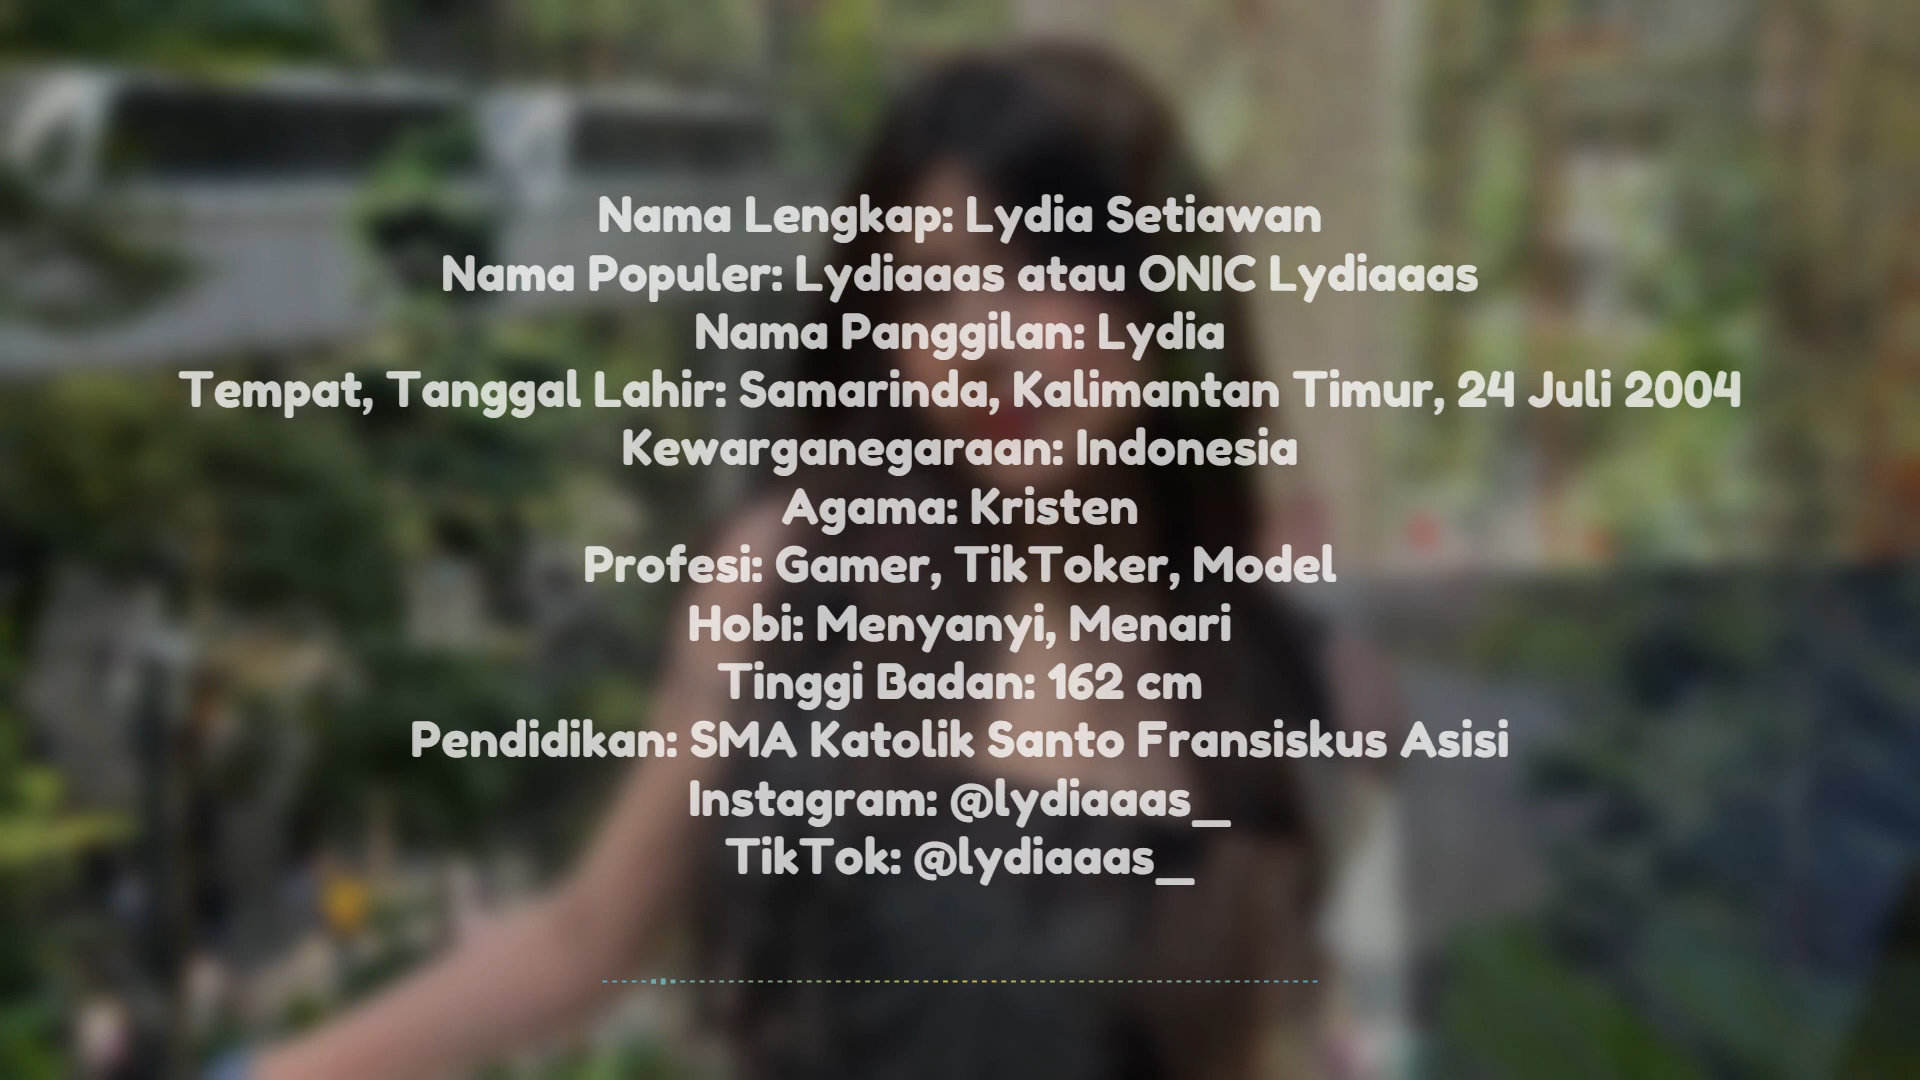 Nama Lengkap: Lydia Setiawan
Nama Populer: Lydiaaas atau ONIC Lydiaaas
Nama Panggilan: Lydia
Tempat, Tanggal Lahir: Samarinda, Kalimantan Timur, 24 Juli 2004
Kewarganegaraan: Indonesia
Agama: Kristen
Profesi: Gamer, TikToker, Model
Hobi: Menyanyi, Menari
Tinggi Badan: 162 cm
Pendidikan: SMA Katolik Santo Fransiskus Asisi
Instagram: @lydiaaas_
TikTok: @lydiaaas_